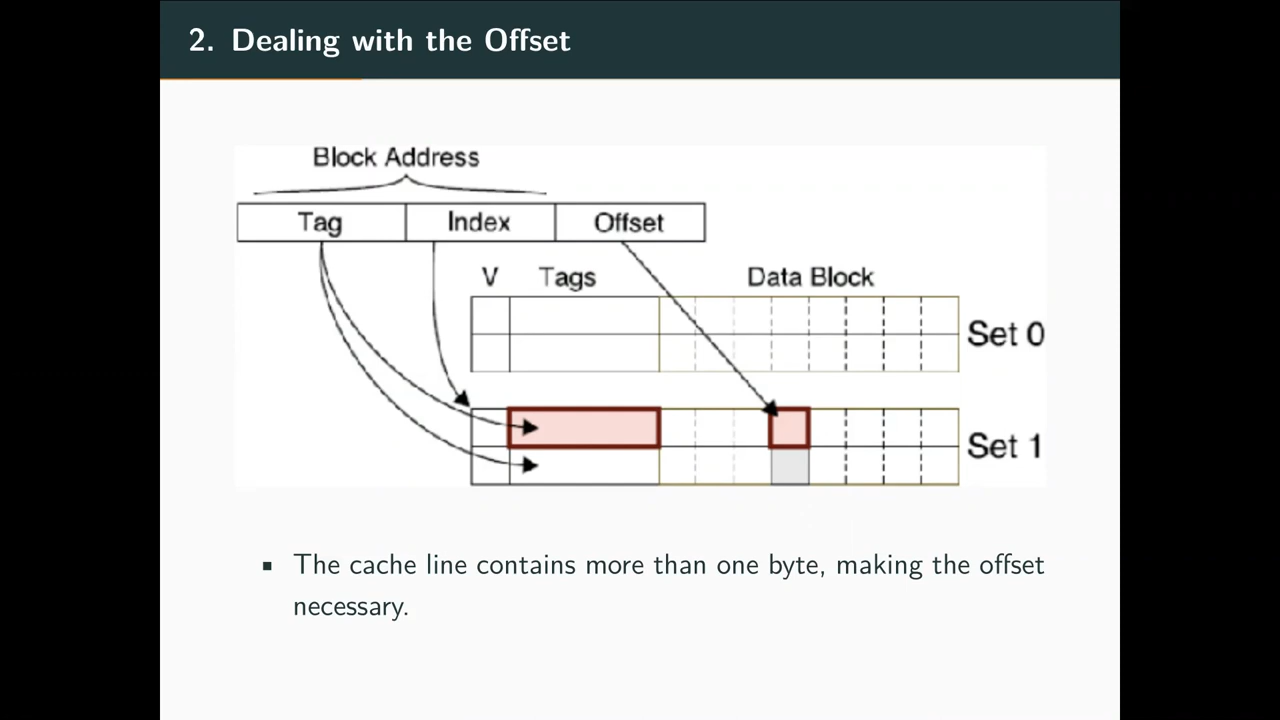 2. Dealing with the Offset
Block Address
Tag Index Offset
V Tags Data Block
Set 0
Set 1
The cache line contains more than one byte, making the offset
necessary.